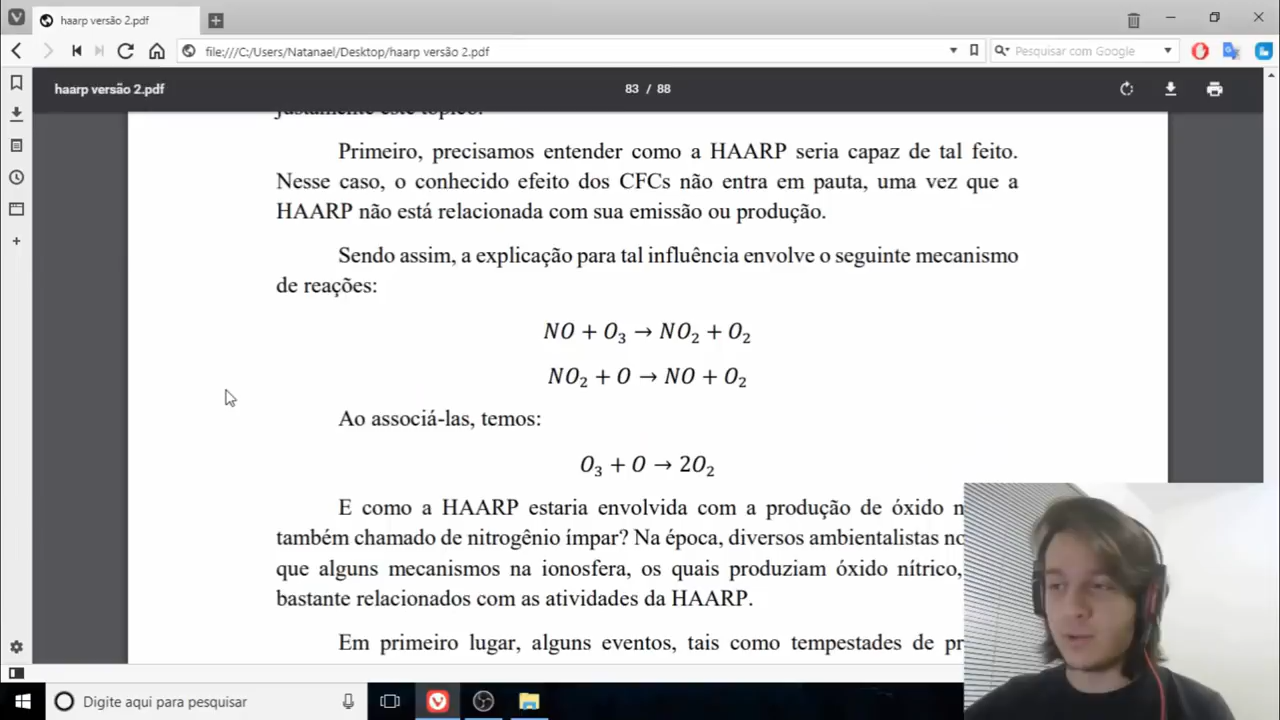 haarp versão 2.pdf
file:///C:/Users/Natanael/Desktop/haarp versão 2.pdf
Pesquisar com Google
haarp versão 2.pdf
83 / 88
justamente este tópico.
Primeiro, precisamos entender como a HAARP seria capaz de tal feito.
Nesse caso, o conhecido efeito dos CFCs não entra em pauta, uma vez que a
HAARP não está relacionada com sua emissão ou produção.
Sendo assim, a explicação para tal influência envolve o seguinte mecanismo
de reações:
NO + O₃ → NO₂ + O₂
NO₂ + O → NO + O₂
Ao associá-las, temos:
O₃ + O → 2O₂
E como a HAARP estaria envolvida com a produção de óxido n
também chamado de nitrogênio ímpar? Na época, diversos ambientalistas no
que alguns mecanismos na ionosfera, os quais produziam óxido nítrico,
bastante relacionados com as atividades da HAARP.
Em primeiro lugar, alguns eventos, tais como tempestades de pr
Digite aqui para pesquisar